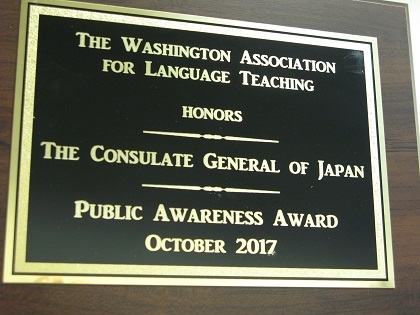 The Washington Association
for Language Teaching
honors
The Consulate General of Japan
Public Awareness Award
October 2017